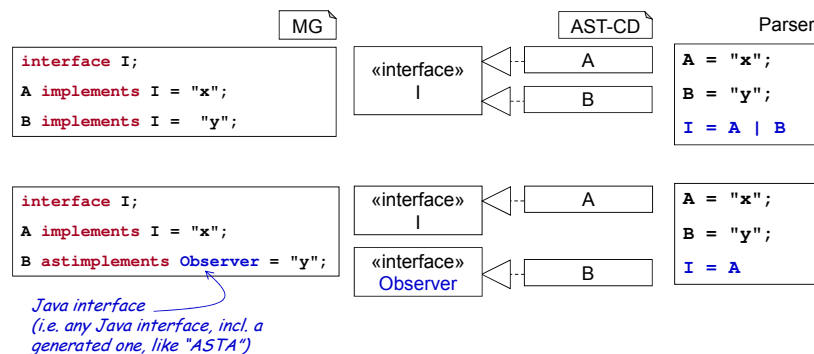 MG
AST-CD
Parser
interface I;
A implements I = "x";
B implements I =  "y";
«interface»
I
A
B
A = "x";
B = "y";
I = A | B
interface I;
A implements I = "x";
B astimplements Observer = "y";
«interface»
I
A
«interface»
Observer
B
A = "x";
B = "y";
I = A
Java interface
(i.e. any Java interface, incl. a
generated one, like "ASTA")